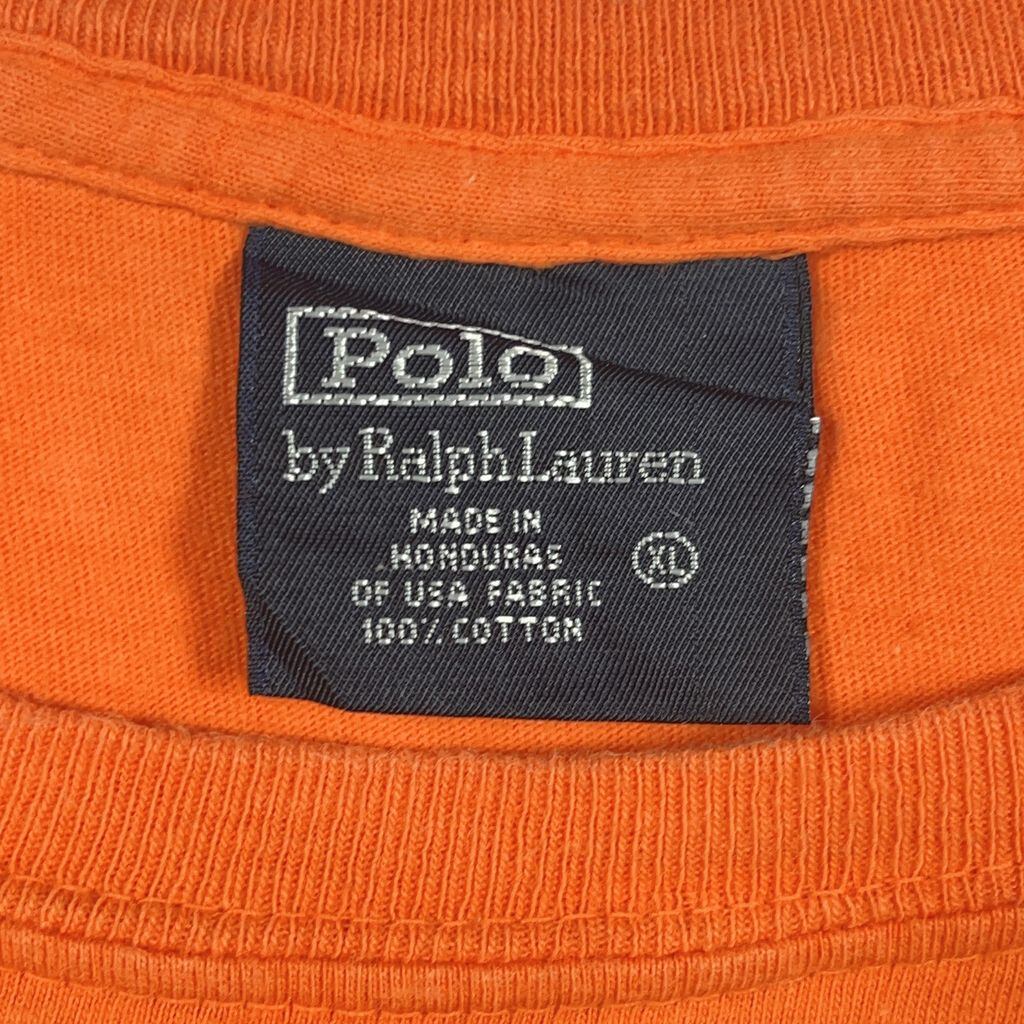 Polo
by Ralph Lauren
MADE IN
HONDURAS
OF USA FABRIC
100% COTTON
XL